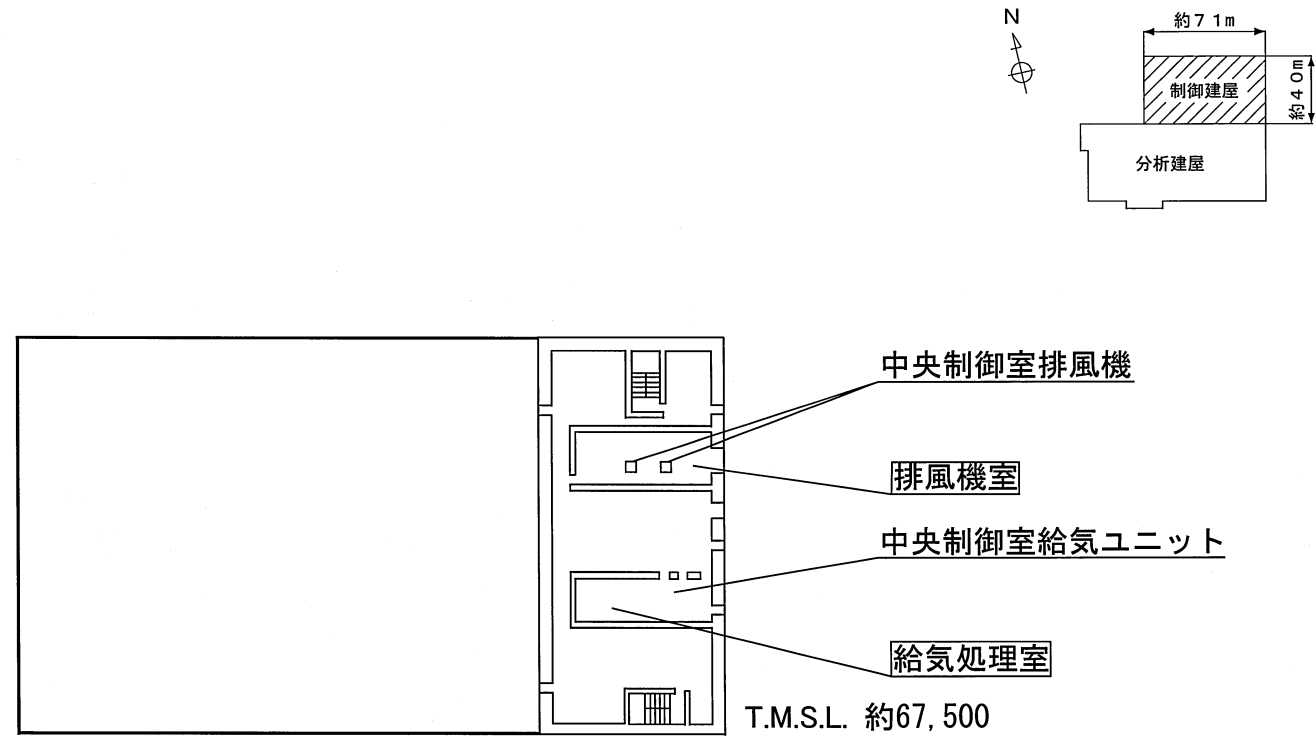 N
約71m
制御建屋
約40m
分析建屋
中央制御室排風機
排風機室
中央制御室給気ユニット
給気処理室
T.M.S.L. 約67,500